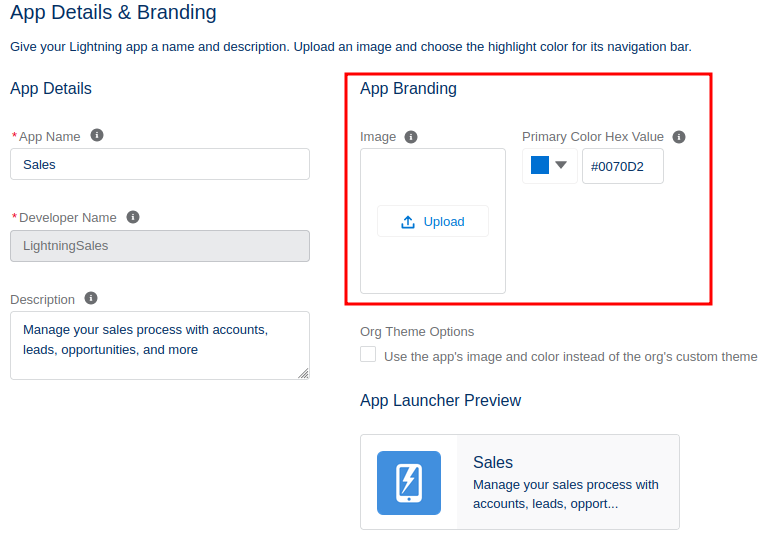 App Details & Branding
Give your Lightning app a name and description. Upload an image and choose the highlight color for its navigation bar.
App Details
* App Name
Sales
* Developer Name
LightningSales
Description
Manage your sales process with accounts,
leads, opportunities, and more
App Branding
Image
Upload
Primary Color Hex Value
#0070D2
Org Theme Options
Use the app's image and color instead of the org's custom theme
App Launcher Preview
Sales
Manage your sales process with
accounts, leads, opport...